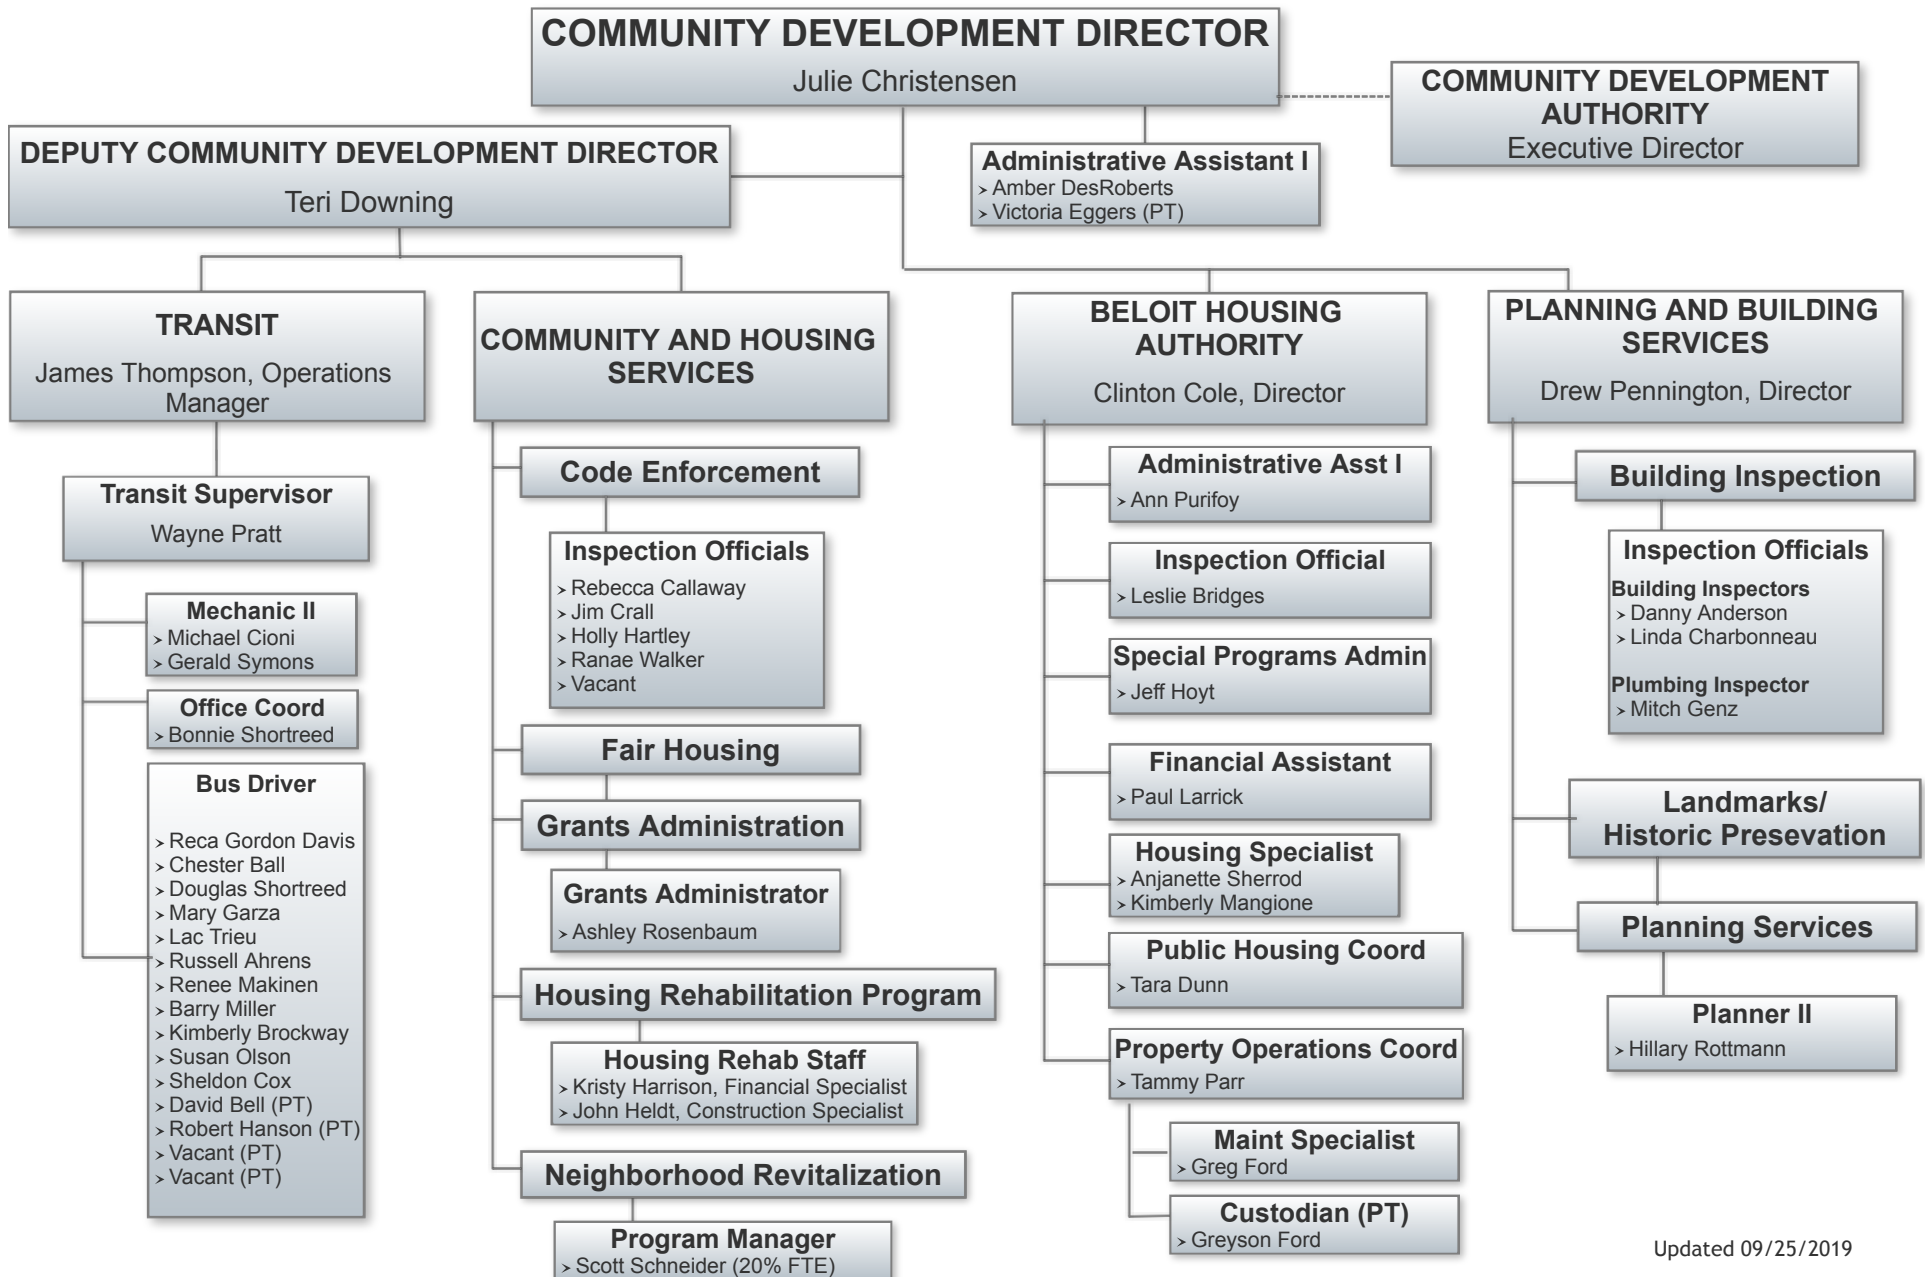 COMMUNITY DEVELOPMENT DIRECTOR
Julie Christensen
COMMUNITY DEVELOPMENT
AUTHORITY
Executive Director
DEPUTY COMMUNITY DEVELOPMENT DIRECTOR
Teri Downing
Administrative Assistant I
> Amber DesRoberts
> Victoria Eggers (PT)
TRANSIT
James Thompson, Operations
Manager
Transit Supervisor
Wayne Pratt
Mechanic II
> Michael Cioni
> Gerald Symons
Office Coord
> Bonnie Shortreed
Bus Driver
> Reca Gordon Davis
> Chester Ball
> Douglas Shortreed
> Mary Garza
> Lac Trieu
> Russell Ahrens
> Renee Makinen
> Barry Miller
> Kimberly Brockway
> Susan Olson
> Sheldon Cox
> David Bell (PT)
> Robert Hanson (PT)
> Vacant (PT)
> Vacant (PT)
COMMUNITY AND HOUSING
SERVICES
Code Enforcement
Inspection Officials
> Rebecca Callaway
> Jim Crall
> Holly Hartley
> Ranae Walker
> Vacant
Fair Housing
Grants Administration
Grants Administrator
> Ashley Rosenbaum
Housing Rehabilitation Program
Housing Rehab Staff
> Kristy Harrison, Financial Specialist
> John Heldt, Construction Specialist
Neighborhood Revitalization
Program Manager
> Scott Schneider (20% FTE)
BELOIT HOUSING
AUTHORITY
Clinton Cole, Director
Administrative Asst I
> Ann Purifoy
Inspection Official
> Leslie Bridges
Special Programs Admin
> Jeff Hoyt
Financial Assistant
> Paul Larrick
Housing Specialist
> Anjanette Sherrod
> Kimberly Mangione
Public Housing Coord
> Tara Dunn
Property Operations Coord
> Tammy Parr
Maint Specialist
> Greg Ford
Custodian (PT)
> Greyson Ford
PLANNING AND BUILDING
SERVICES
Drew Pennington, Director
Building Inspection
Inspection Officials
Building Inspectors
> Danny Anderson
> Linda Charbonneau
Plumbing Inspector
> Mitch Genz
Landmarks/
Historic Presevation
Planning Services
Planner II
> Hillary Rottmann
Updated 09/25/2019